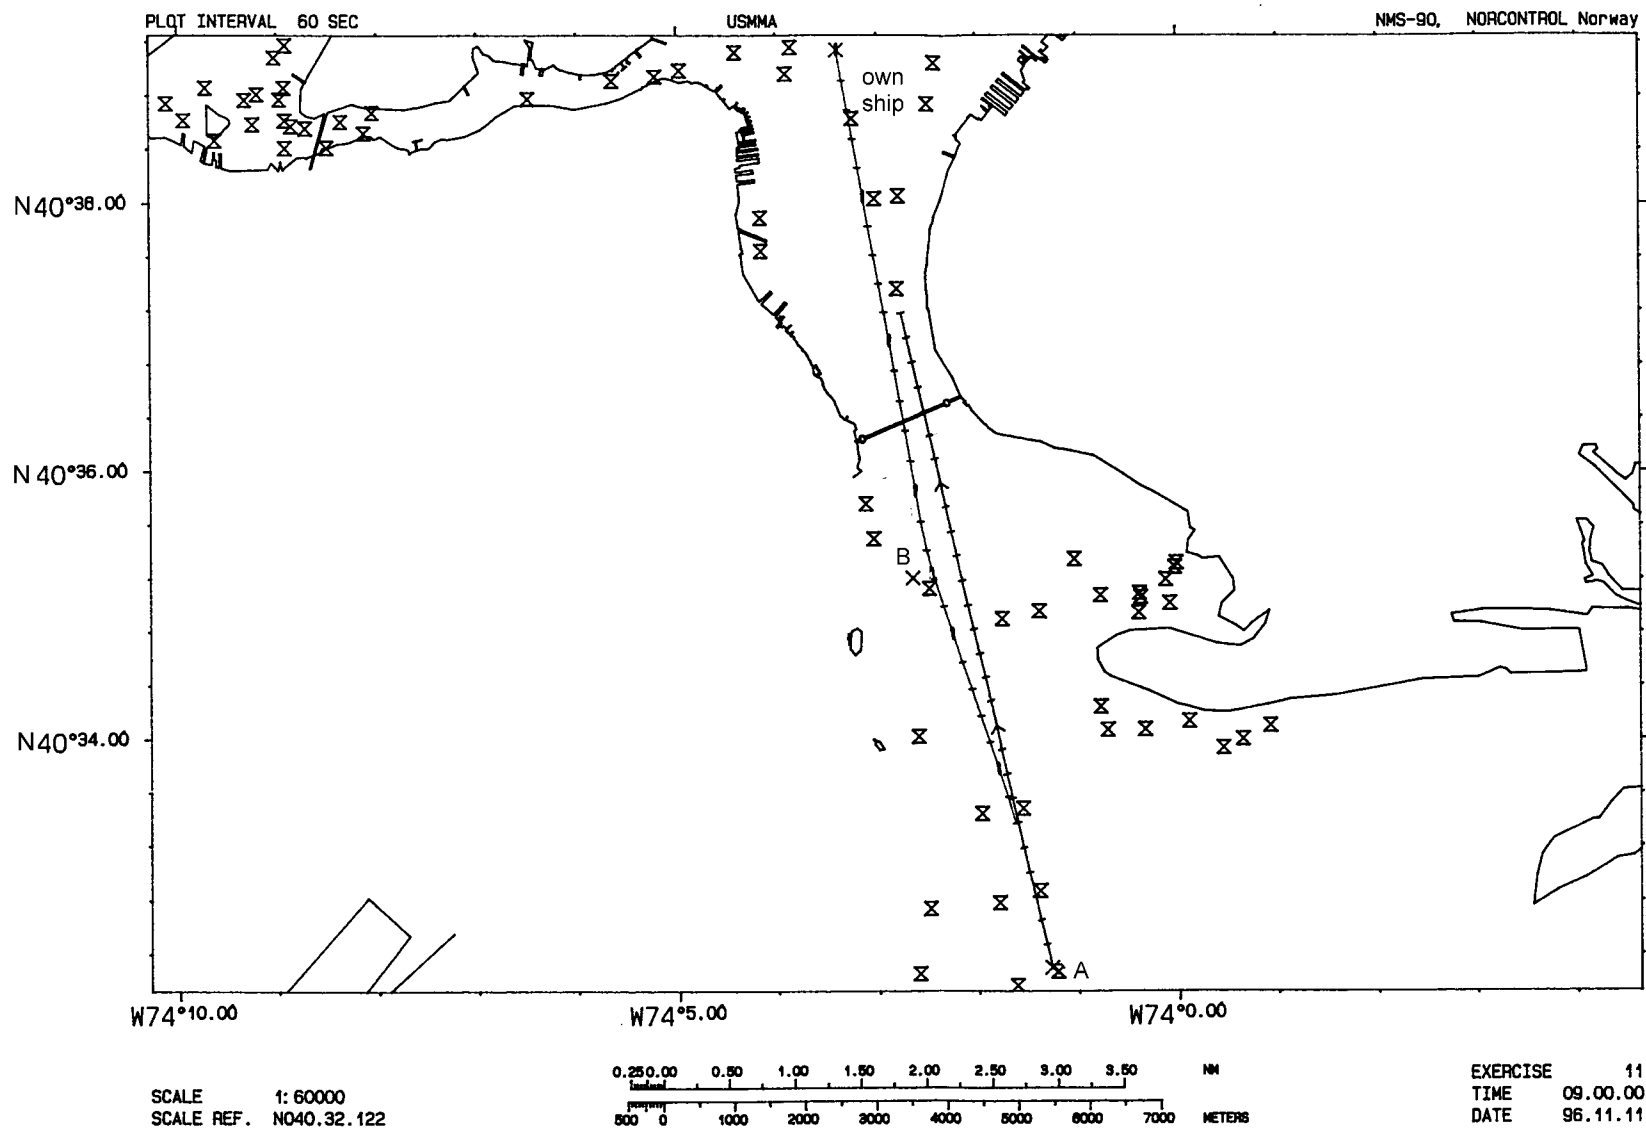 PLOT INTERVAL 60 SEC USMMA NMS-90, NORCONTROL Norway
own
ship
N40°38.00
N40°36.00
B
N40°34.00
A
W74°10.00 W74°5.00 W74°0.00
0.250.00 0.50 1.00 1.50 2.00 2.50 3.00 3.50 NM EXERCISE 11
SCALE 1:60000 TIME 09.00.00
SCALE REF. N040.32.122 500 0 1000 2000 3000 4000 5000 6000 7000 METERS DATE 96.11.11